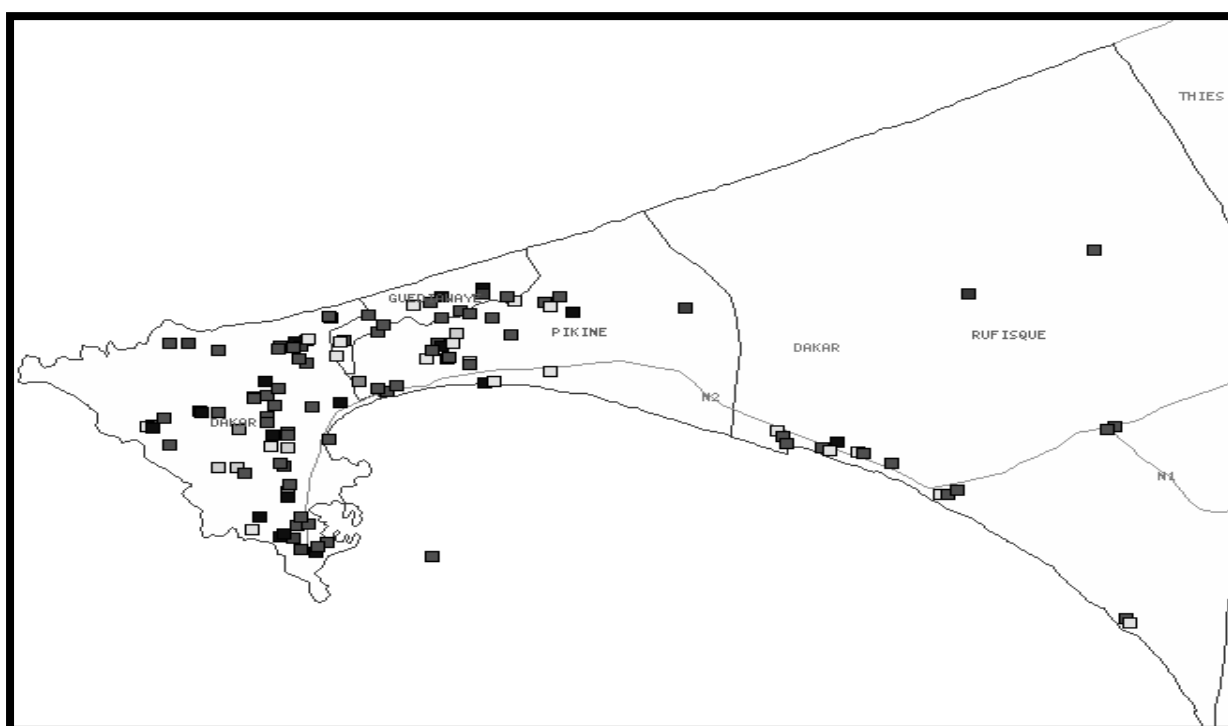 THIES
GUEDIAWAYE
PIKINE
RUFISQUE
DAKAR
N2
DAKAR
N1